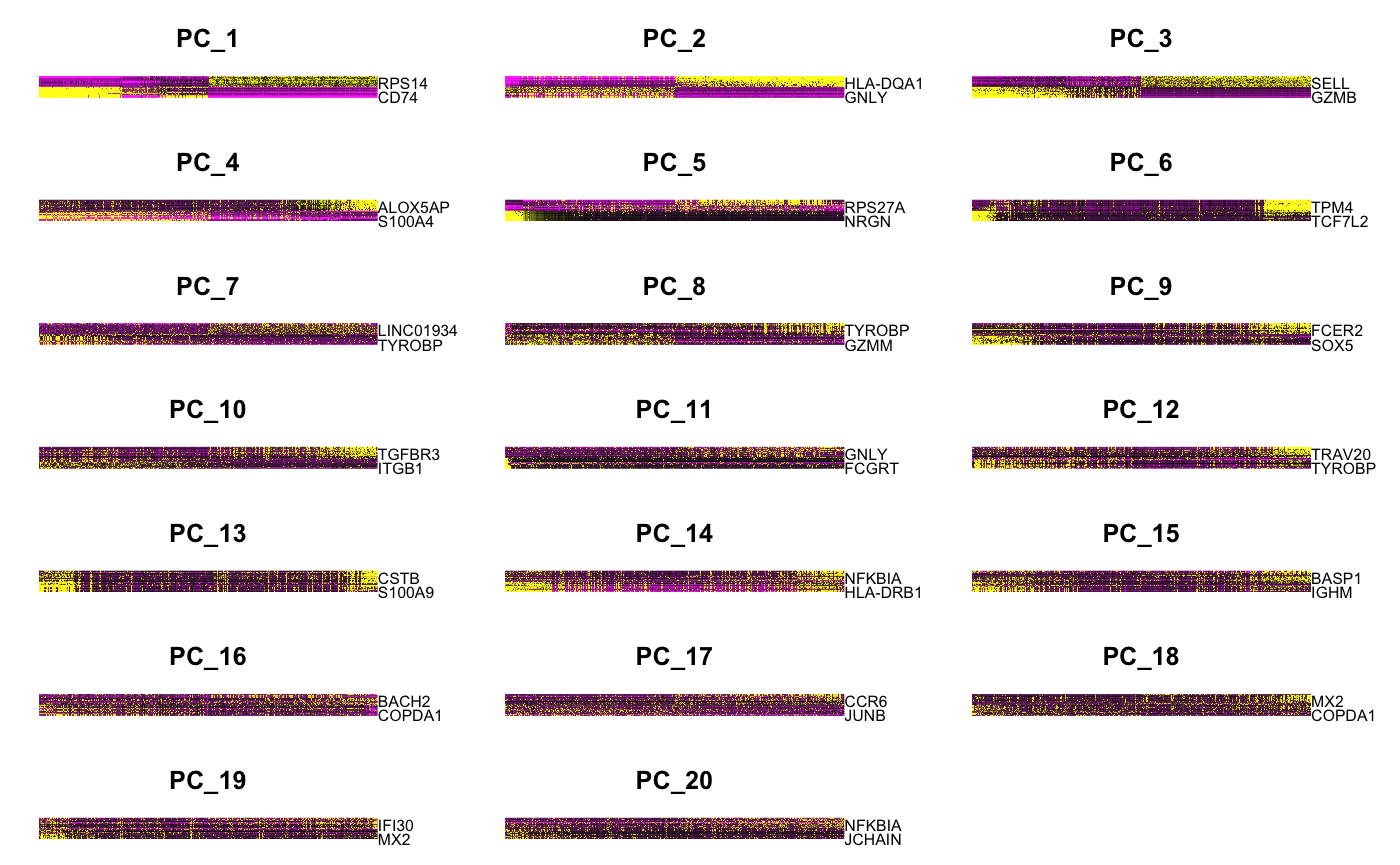 PC_1
RPS14
CD74
PC_2
HLA-DQA1
GNLY
PC_3
SELL
GZMB
PC_4
ALOX5AP
S100A4
PC_5
RPS27A
NRGN
PC_6
TPM4
TCF7L2
PC_7
LINC01934
TYROBP
PC_8
TYROBP
GZMM
PC_9
FCER2
SOX5
PC_10
TGFBR3
ITGB1
PC_11
GNLY
FCGRT
PC_12
TRAV20
TYROBP
PC_13
CSTB
S100A9
PC_14
NFKBIA
HLA-DRB1
PC_15
BASP1
IGHM
PC_16
BACH2
COPDA1
PC_17
CCR6
JUNB
PC_18
MX2
COPDA1
PC_19
IFI30
MX2
PC_20
NFKBIA
JCHAIN